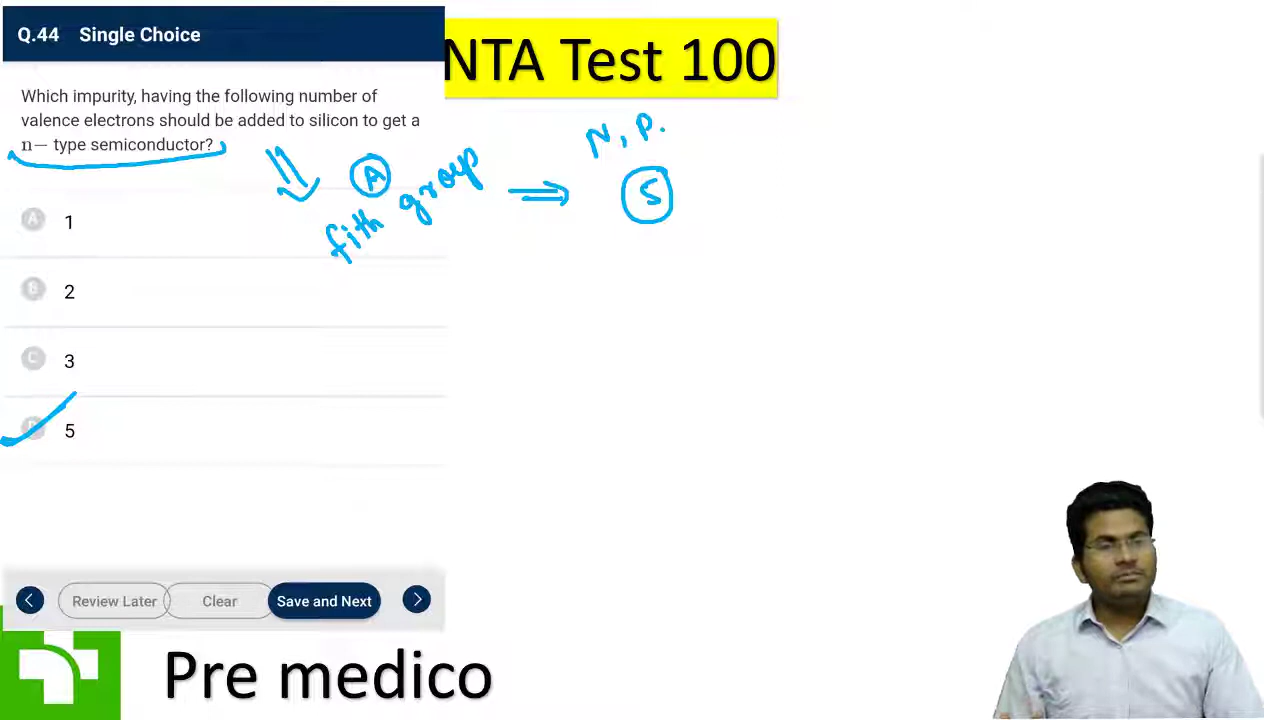 Q.44 Single Choice
NTA Test 100
Which impurity, having the following number of
valence electrons should be added to silicon to get a
n− type semiconductor?
N, P.
A
fith group
5
A 1
B 2
C 3
5
Review Later Clear Save and Next
Pre medico